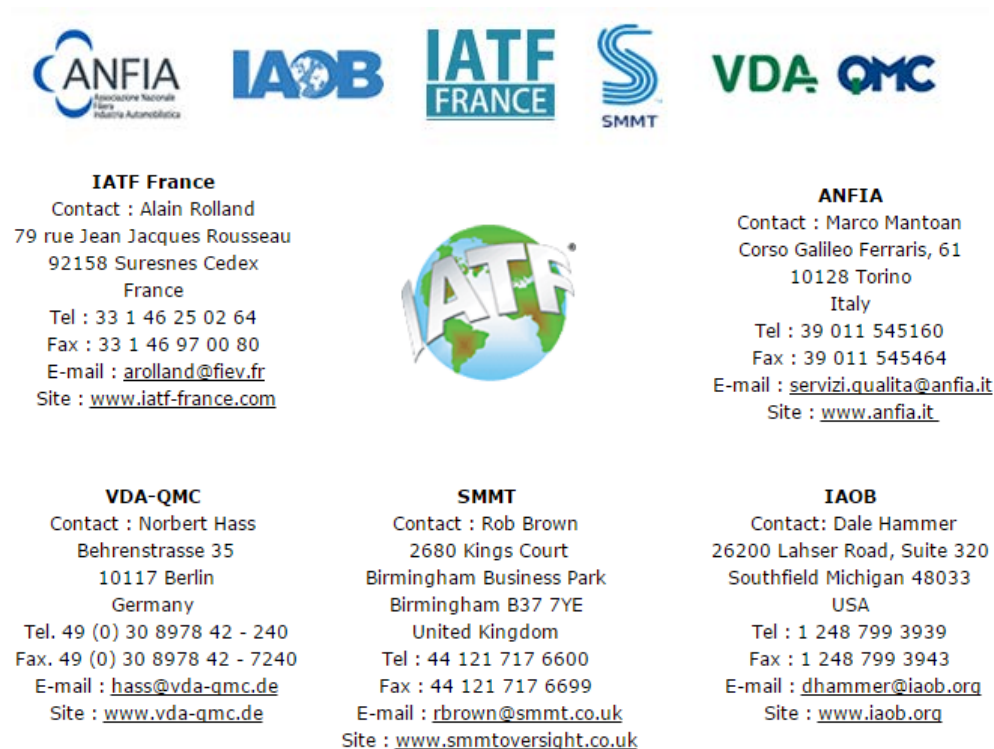 ANFIA
Associazione Nazionale
Filiera
Industria Automobilistica
IAOB
IATF
FRANCE
SMMT
VDA QMC
IATF France
Contact : Alain Rolland
79 rue Jean Jacques Rousseau
92158 Suresnes Cedex
France
Tel : 33 1 46 25 02 64
Fax : 33 1 46 97 00 80
E-mail : arolland@fiev.fr
Site : www.iatf-france.com
IATF
®
ANFIA
Contact : Marco Mantoan
Corso Galileo Ferraris, 61
10128 Torino
Italy
Tel : 39 011 545160
Fax : 39 011 545464
E-mail : servizi.qualita@anfia.it
Site : www.anfia.it
VDA-QMC
Contact : Norbert Hass
Behrenstrasse 35
10117 Berlin
Germany
Tel. 49 (0) 30 8978 42 - 240
Fax. 49 (0) 30 8978 42 - 7240
E-mail : hass@vda-qmc.de
Site : www.vda-qmc.de
SMMT
Contact : Rob Brown
2680 Kings Court
Birmingham Business Park
Birmingham B37 7YE
United Kingdom
Tel : 44 121 717 6600
Fax : 44 121 717 6699
E-mail : rbrown@smmt.co.uk
Site : www.smmtoversight.co.uk
IAOB
Contact: Dale Hammer
26200 Lahser Road, Suite 320
Southfield Michigan 48033
USA
Tel : 1 248 799 3939
Fax : 1 248 799 3943
E-mail : dhammer@iaob.org
Site : www.iaob.org